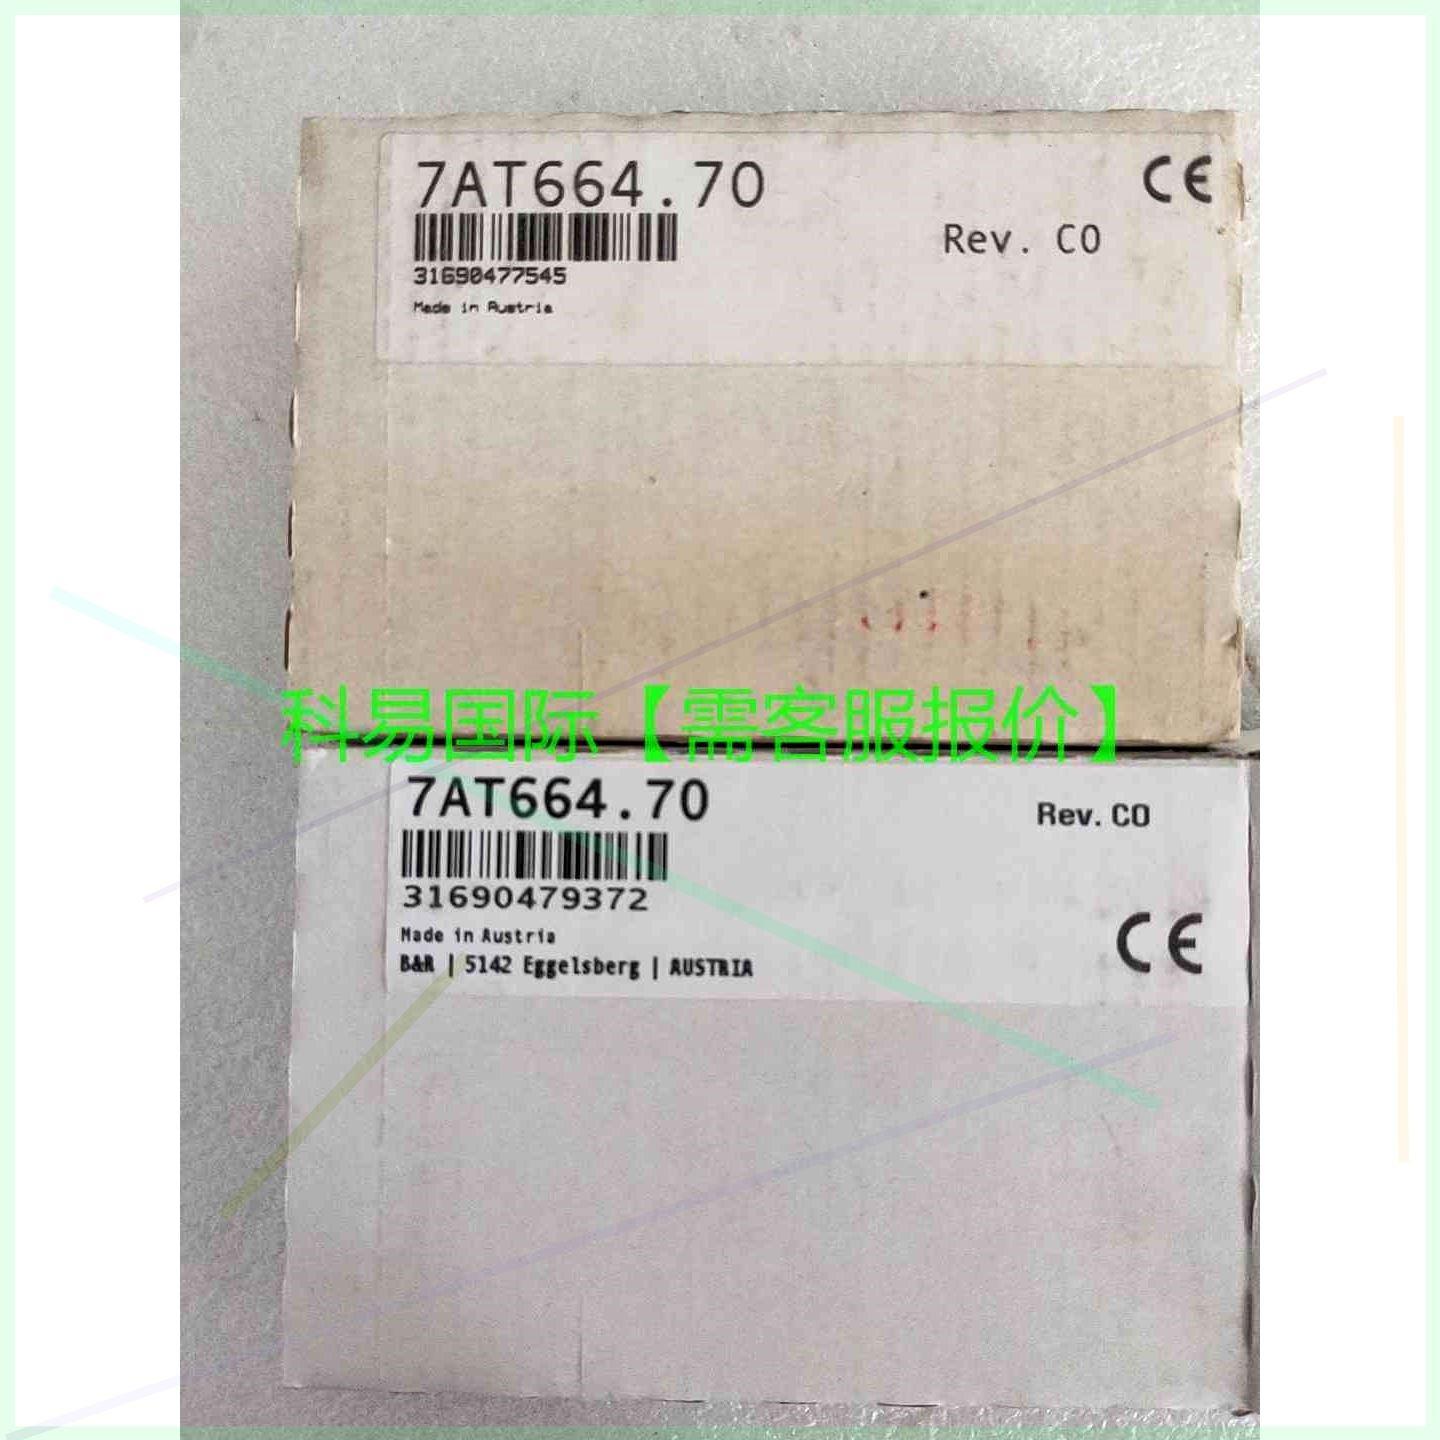 7AT664.70
CE
Rev. C0
31690477545
Made in Austria
科易国际【需客服报价】
7AT664.70
Rev. C0
31690479372
Made in Austria
B&R | 5142 Eggelsberg | AUSTRIA
CE